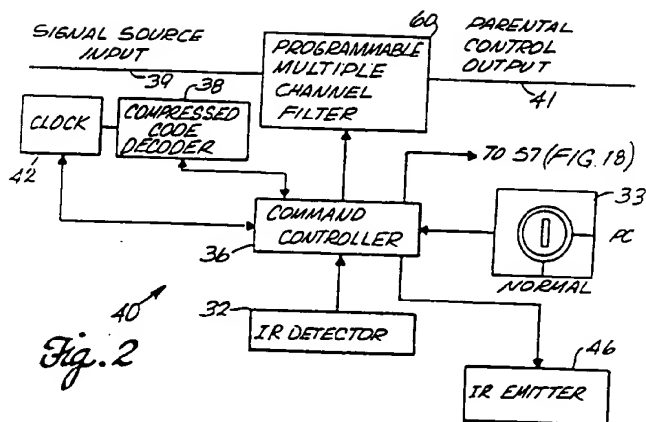 SIGNAL SOURCE
INPUT
39
60
PROGRAMMABLE
MULTIPLE
CHANNEL
FILTER
PARENTAL
CONTROL
OUTPUT
41
38
CLOCK
42
COMPRESSED
CODE
DECODER
TO 57 (FIG. 18)
33
PC
NORMAL
COMMAND
CONTROLLER
36
40
32
IR DETECTOR
Fig. 2
46
IR EMITTER